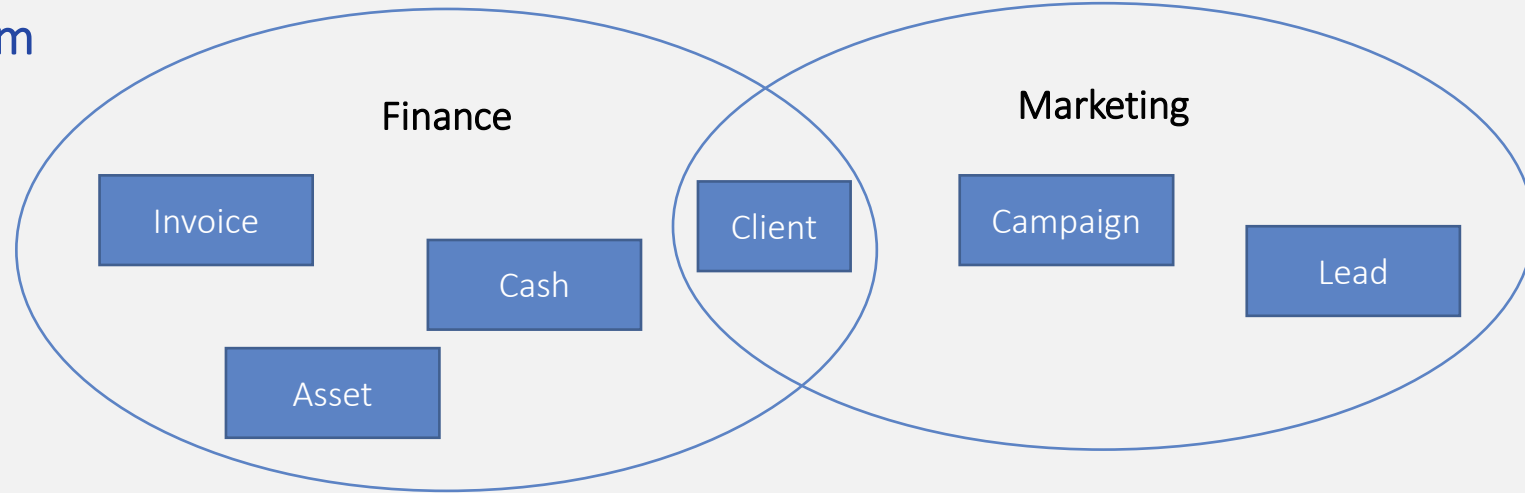 Finance
Marketing
Invoice
Client
Campaign
Cash
Lead
Asset